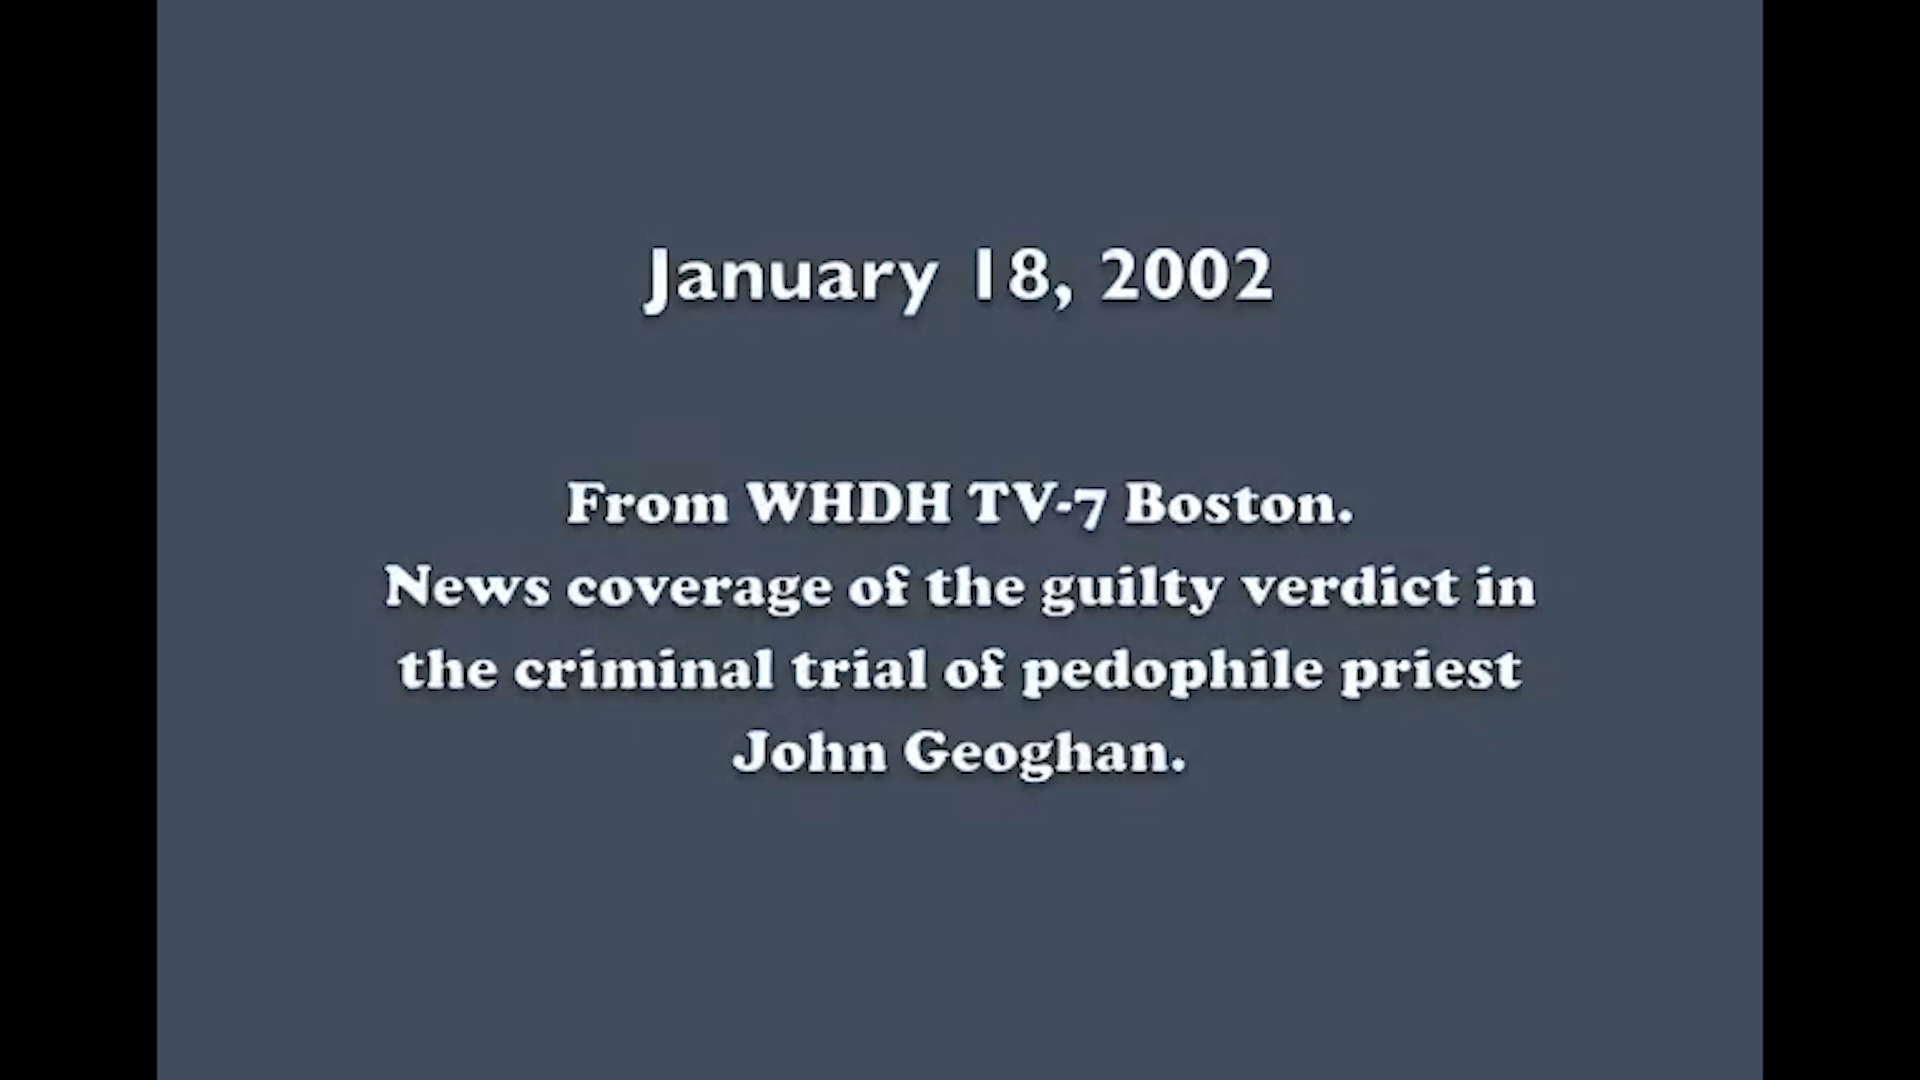 January 18, 2002
From WHDH TV-7 Boston.
News coverage of the guilty verdict in
the criminal trial of pedophile priest
John Geoghan.